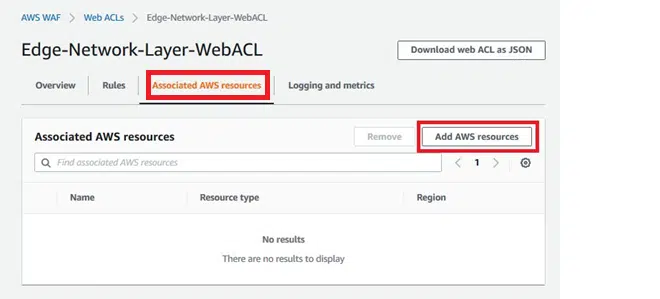 AWS WAF > Web ACLs > Edge-Network-Layer-WebACL
Edge-Network-Layer-WebACL
Download web ACL as JSON
Overview Rules Associated AWS resources Logging and metrics
Associated AWS resources Remove Add AWS resources
Find associated AWS resources < 1 >
Name Resource type Region
No results
There are no results to display